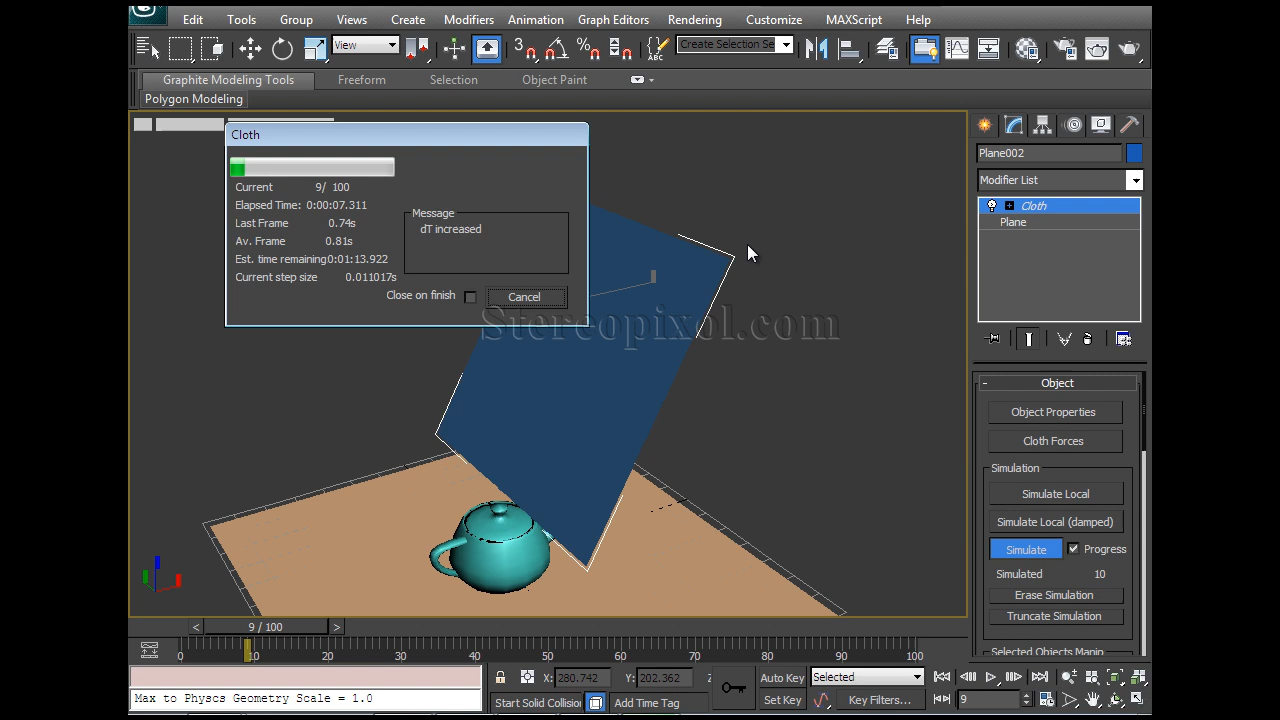 Edit Tools Group Views Create Modifiers Animation Graph Editors Rendering Customize MAXScript Help
View
3
%
ABC
Create Selection Se
Graphite Modeling Tools Freeform Selection Object Paint
Polygon Modeling
Cloth
Current 9/ 100
Elapsed Time: 0:00:07.311
Last Frame 0.74s
Av. Frame 0.81s
Est. time remaining0:01:13.922
Current step size 0.011017s
Message
dT increased
Close on finish
Cancel
Stereopixol.com
Plane002
Modifier List
Cloth
Plane
- Object
Object Properties
Cloth Forces
Simulation
Simulate Local
Simulate Local (damped)
Simulate Progress
Simulated 10
Erase Simulation
Truncate Simulation
Selected Objects Manip
< 9 / 100 >
0 10 20 30 40 50 60 70 80 90 100
X: 280.742 Y: 202.362 Auto Key Selected
Max to Physcs Geometry Scale = 1.0
Start Solid Collisio Add Time Tag Set Key Key Filters... 9